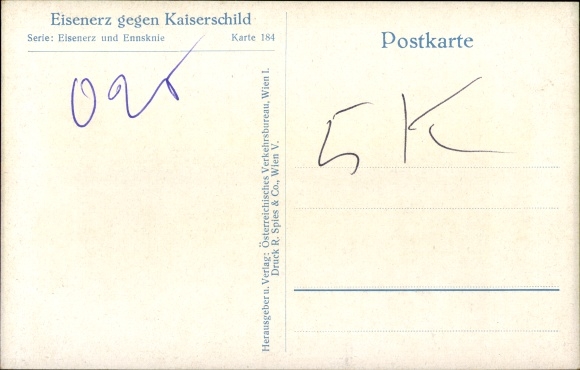 Eisenerz gegen Kaiserschild
Serie: Eisenerz und Ennsknie Karte 184
Postkarte
5 K
Herausgeber u. Verlag: Österreichisches Verkehrsbureau, Wien I.
Druck R. Spies & Co., Wien V.